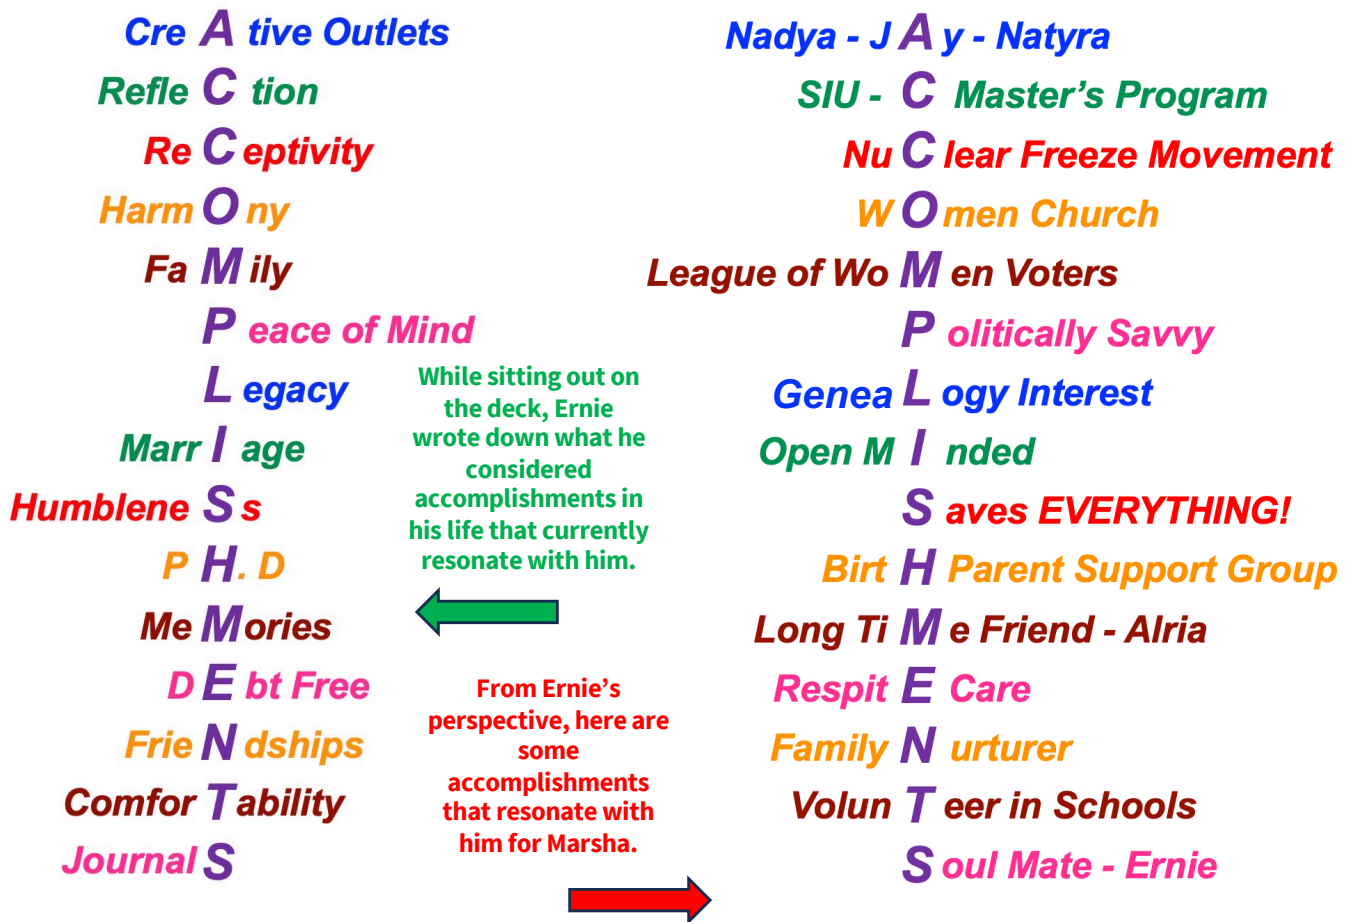 Cre A tive Outlets
Refle C tion
Re C eptivity
Harm O ny
Fa M ily
P eace of Mind
L egacy
Marr I age
Humblene S s
P H. D
Me M ories
D E bt Free
Frie N dships
Comfor T ability
Journal S
While sitting out on
the deck, Ernie
wrote down what he
considered
accomplishments in
his life that currently
resonate with him.
From Ernie’s
perspective, here are
some
accomplishments
that resonate with
him for Marsha.
Nadya - J A y - Natyra
SIU - C Master’s Program
Nu C lear Freeze Movement
W O men Church
League of Wo M en Voters
P olitically Savvy
Genea L ogy Interest
Open M I nded
S aves EVERYTHING!
Birt H Parent Support Group
Long Ti M e Friend - Alria
Respit E Care
Family N urturer
Volun T eer in Schools
S oul Mate - Ernie